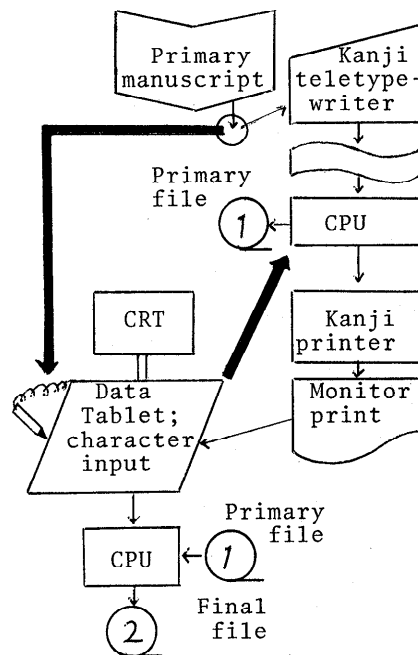 Primary
manuscript
Kanji
teletype-
writer
Primary
file
1
CPU
CRT
Kanji
printer
Data
Tablet;
character
input
Monitor
print
CPU
Primary
file
1
2
Final
file